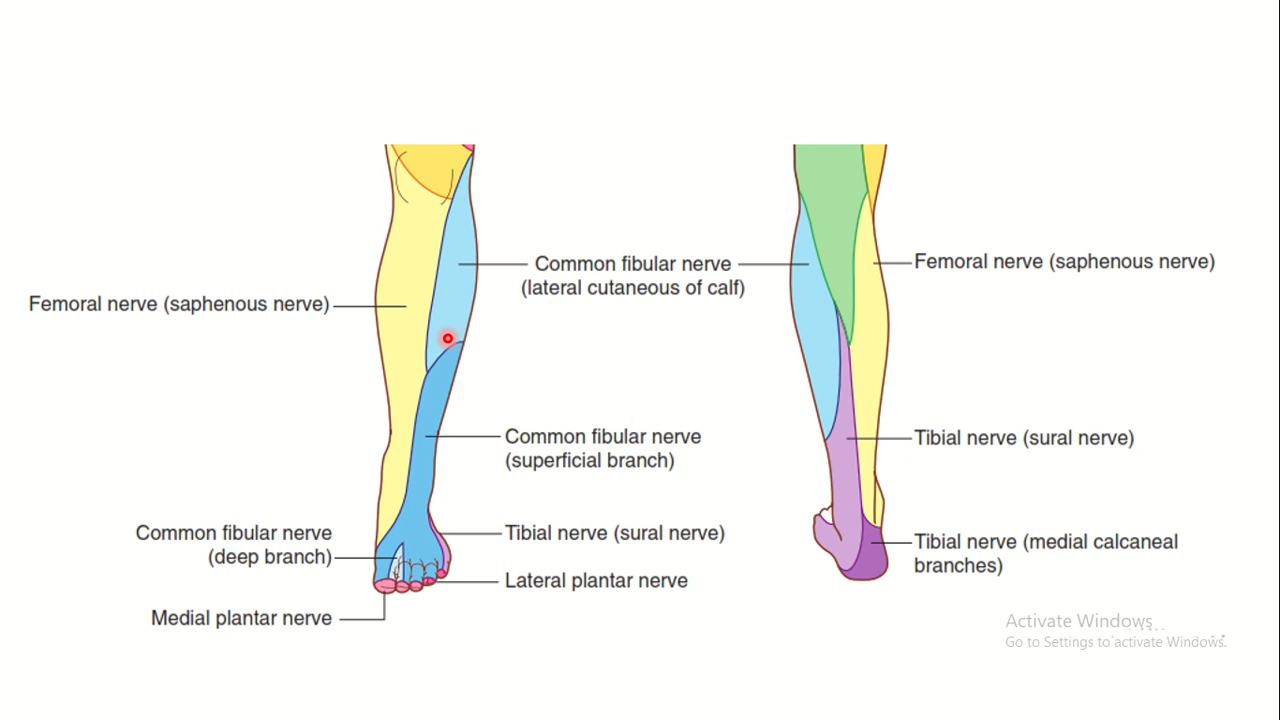 Common fibular nerve
(lateral cutaneous of calf)
Femoral nerve (saphenous nerve)
Femoral nerve (saphenous nerve)
Common fibular nerve
(superficial branch)
Tibial nerve (sural nerve)
Common fibular nerve
(deep branch)
Tibial nerve (sural nerve)
Tibial nerve (medial calcaneal
branches)
Lateral plantar nerve
Medial plantar nerve
Activate Windows
Go to Settings to activate Windows.